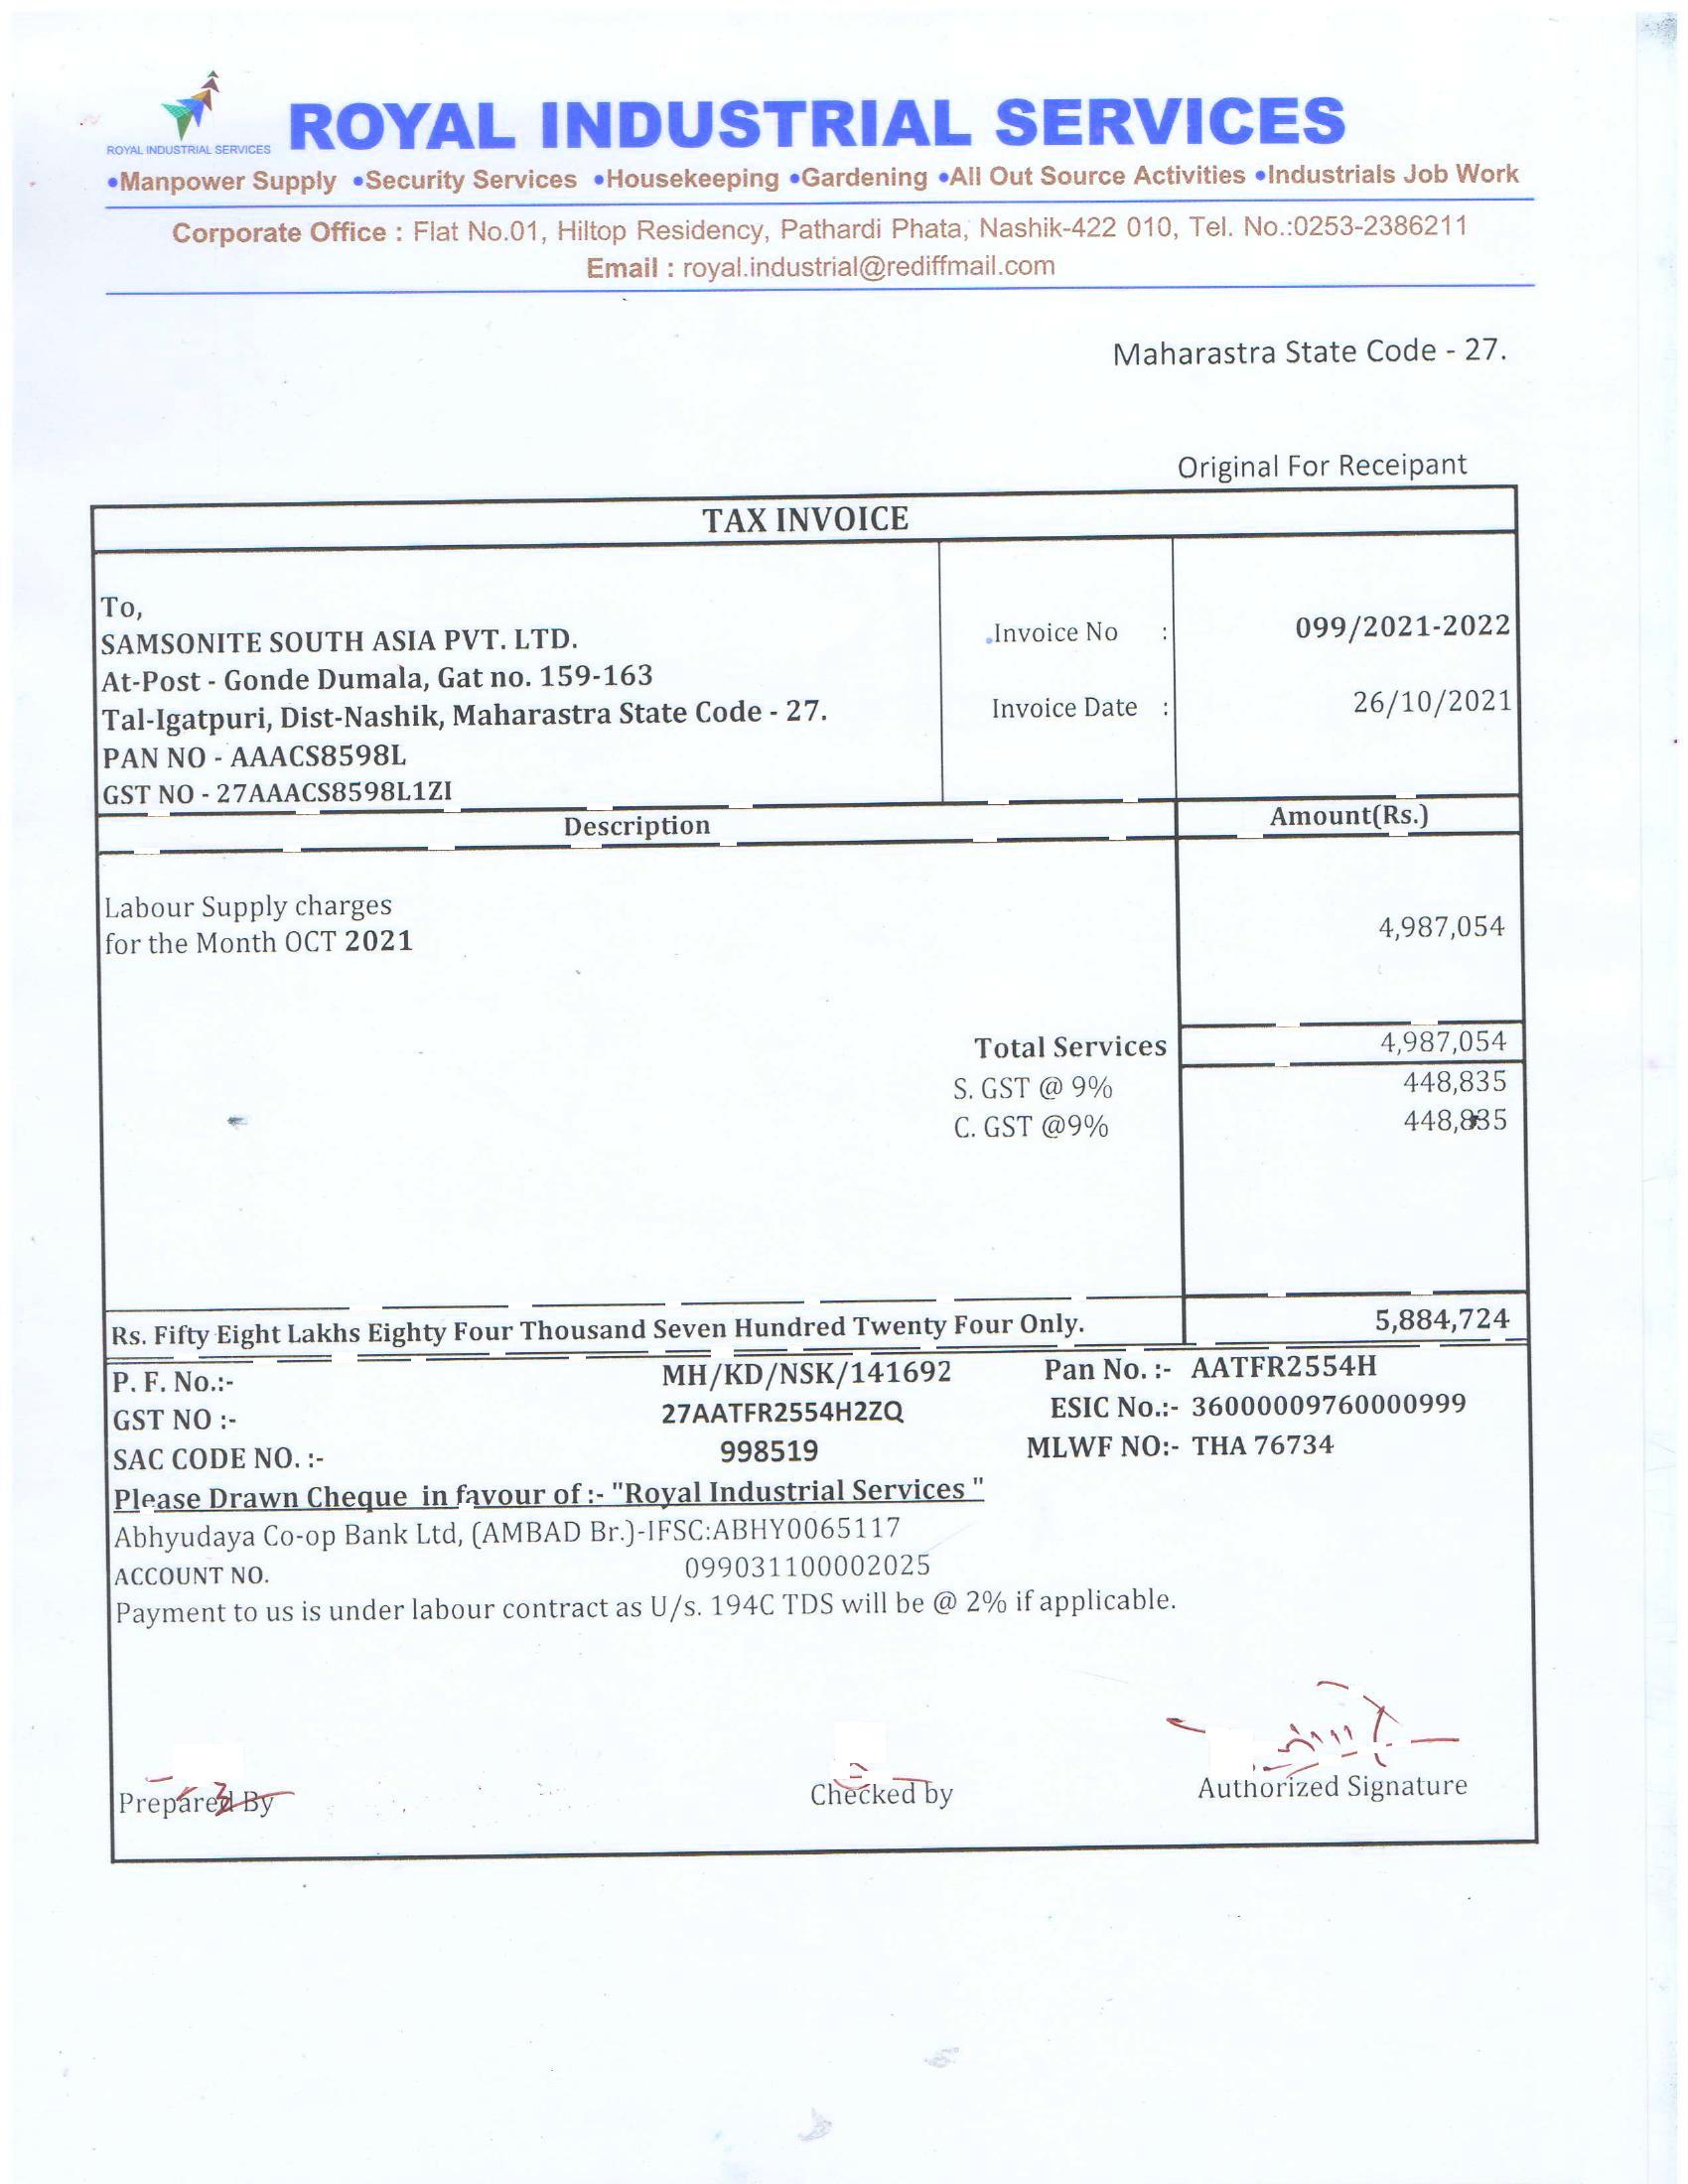 ROYAL INDUSTRIAL SERVICES
ROYAL INDUSTRIAL SERVICES
•Manpower Supply •Security Services •Housekeeping •Gardening •All Out Source Activities •Industrials Job Work
Corporate Office : Flat No.01, Hiltop Residency, Pathardi Phata, Nashik-422 010, Tel. No.:0253-2386211
Email : royal.industrial@rediffmail.com
Maharastra State Code - 27.
Original For Receipant
TAX INVOICE
To,
SAMSONITE SOUTH ASIA PVT. LTD.
At-Post - Gonde Dumala, Gat no. 159-163
Tal-Igatpuri, Dist-Nashik, Maharastra State Code - 27.
PAN NO - AAACS8598L
GST NO - 27AAACS8598L1ZI
Invoice No : 099/2021-2022
Invoice Date : 26/10/2021
Description Amount(Rs.)
Labour Supply charges
for the Month OCT 2021 4,987,054
Total Services 4,987,054
S. GST @ 9% 448,835
C. GST @9% 448,835
Rs. Fifty Eight Lakhs Eighty Four Thousand Seven Hundred Twenty Four Only. 5,884,724
P. F. No.:- MH/KD/NSK/141692 Pan No. :- AATFR2554H
GST NO :- 27AATFR2554H2ZQ ESIC No.:- 36000009760000999
SAC CODE NO. :- 998519 MLWF NO:- THA 76734
Please Drawn Cheque in favour of :- "Royal Industrial Services "
Abhyudaya Co-op Bank Ltd, (AMBAD Br.)-IFSC:ABHY0065117
ACCOUNT NO. 099031100002025
Payment to us is under labour contract as U/s. 194C TDS will be @ 2% if applicable.
Prepared By Checked by Authorized Signature